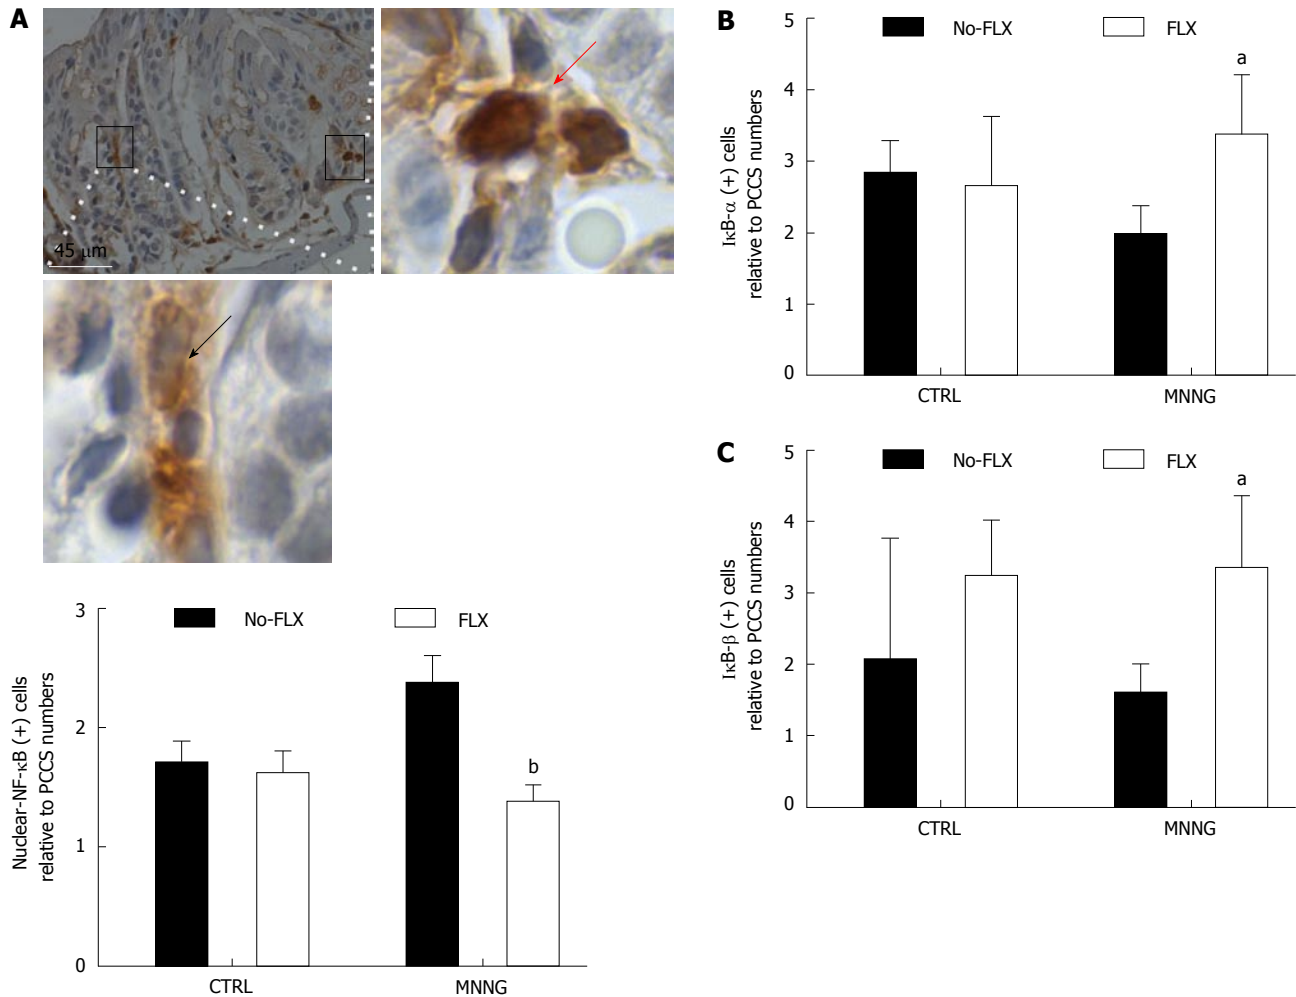 A
45 μm
Nuclear-NF-κB (+) cells
relative to PCCS numbers
3
2
1
0
No-FLX
FLX
b
CTRL
MNNG
B
IκB-α (+) cells
relative to PCCS numbers
5
4
3
2
1
0
No-FLX
FLX
a
CTRL
MNNG
C
IκB-β (+) cells
relative to PCCS numbers
5
4
3
2
1
0
No-FLX
FLX
a
CTRL
MNNG